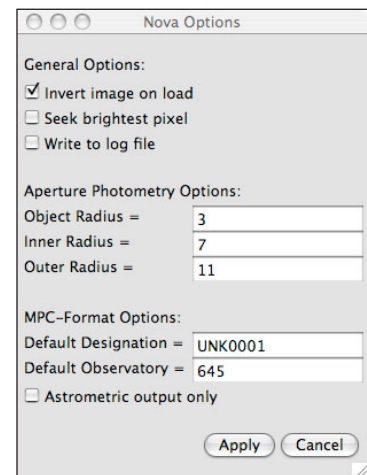 Nova Options
General Options:
Invert image on load
Seek brightest pixel
Write to log file
Aperture Photometry Options:
Object Radius = 3
Inner Radius = 7
Outer Radius = 11
MPC-Format Options:
Default Designation = UNK0001
Default Observatory = 645
Astrometric output only
Apply Cancel